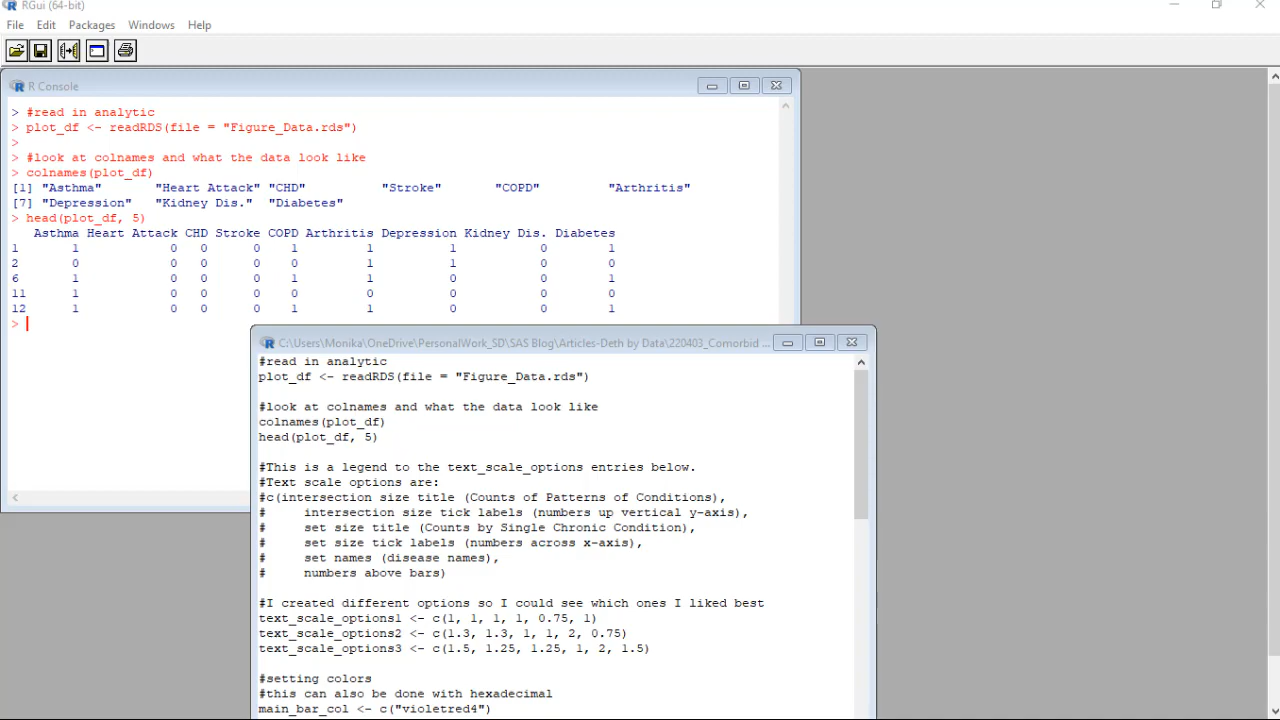 RGui (64-bit)
File Edit Packages Windows Help
R Console
> #read in analytic
> plot_df <- readRDS(file = "Figure_Data.rds")
>
> #look at colnames and what the data look like
> colnames(plot_df)
[1] "Asthma" "Heart Attack" "CHD" "Stroke" "COPD" "Arthritis"
[7] "Depression" "Kidney Dis." "Diabetes"
> head(plot_df, 5)
Asthma Heart Attack CHD Stroke COPD Arthritis Depression Kidney Dis. Diabetes
1 1 0 0 0 1 1 1 0 1
2 0 0 0 0 0 1 1 0 0
6 1 0 0 0 1 1 0 0 1
11 1 0 0 0 0 0 0 0 0
12 1 0 0 0 1 1 0 0 1
>
C:\Users\Monika\OneDrive\PersonalWork_SD\SAS Blog\Articles-Deth by Data\220403_Comorbid ...
#read in analytic
plot_df <- readRDS(file = "Figure_Data.rds")
#look at colnames and what the data look like
colnames(plot_df)
head(plot_df, 5)
#This is a legend to the text_scale_options entries below.
#Text scale options are:
#c(intersection size title (Counts of Patterns of Conditions),
# intersection size tick labels (numbers up vertical y-axis),
# set size title (Counts by Single Chronic Condition),
# set size tick labels (numbers across x-axis),
# set names (disease names),
# numbers above bars)
#I created different options so I could see which ones I liked best
text_scale_options1 <- c(1, 1, 1, 1, 0.75, 1)
text_scale_options2 <- c(1.3, 1.3, 1, 1, 2, 0.75)
text_scale_options3 <- c(1.5, 1.25, 1.25, 1, 2, 1.5)
#setting colors
#this can also be done with hexadecimal
main_bar_col <- c("violetred4")